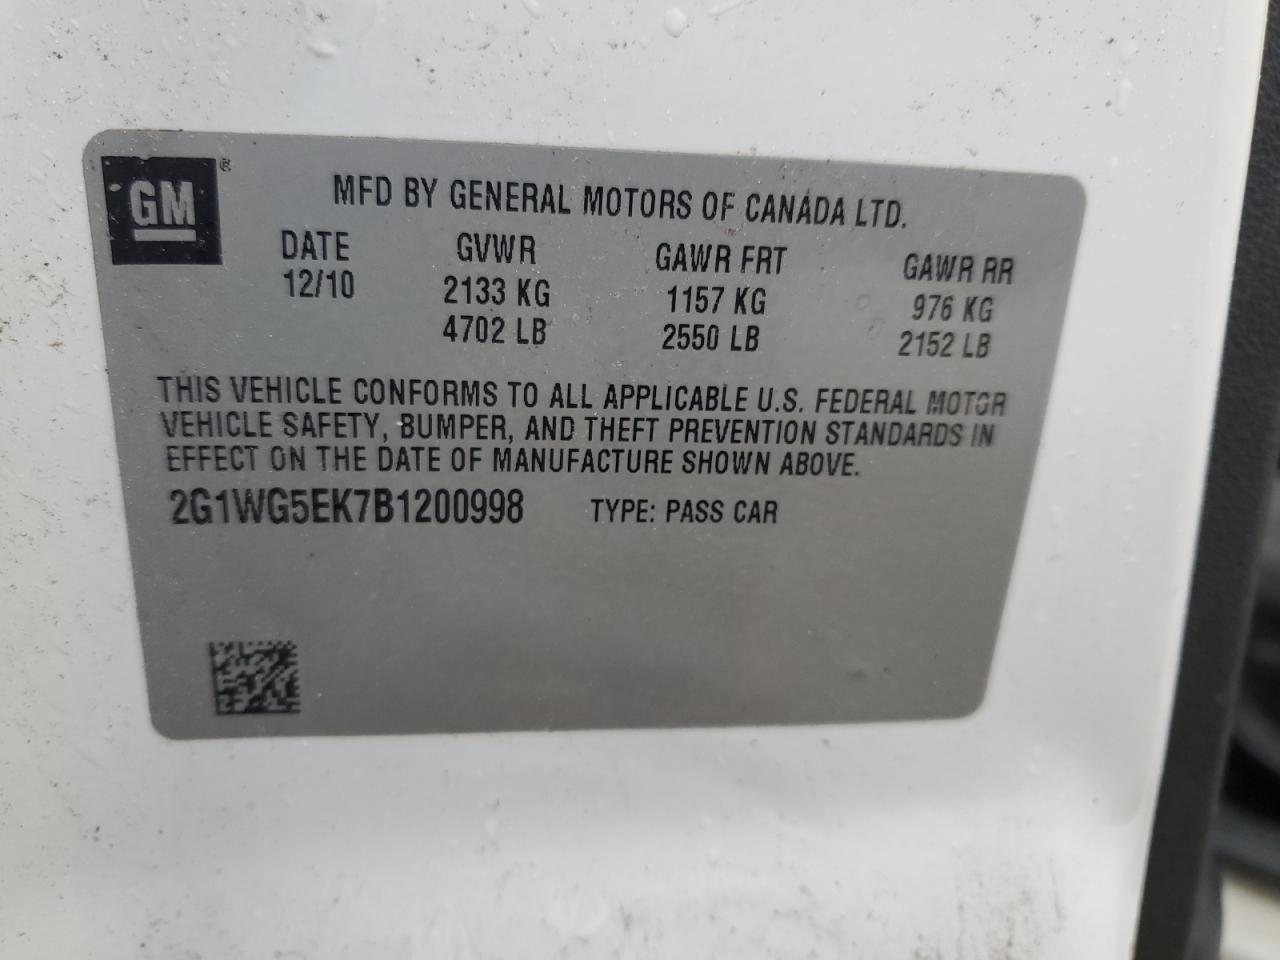 GM ®
MFD BY GENERAL MOTORS OF CANADA LTD.
DATE GVWR GAWR FRT GAWR RR
12/10 2133 KG 1157 KG 976 KG
4702 LB 2550 LB 2152 LB
THIS VEHICLE CONFORMS TO ALL APPLICABLE U.S. FEDERAL MOTOR
VEHICLE SAFETY, BUMPER, AND THEFT PREVENTION STANDARDS IN
EFFECT ON THE DATE OF MANUFACTURE SHOWN ABOVE.
2G1WG5EK7B1200998 TYPE: PASS CAR